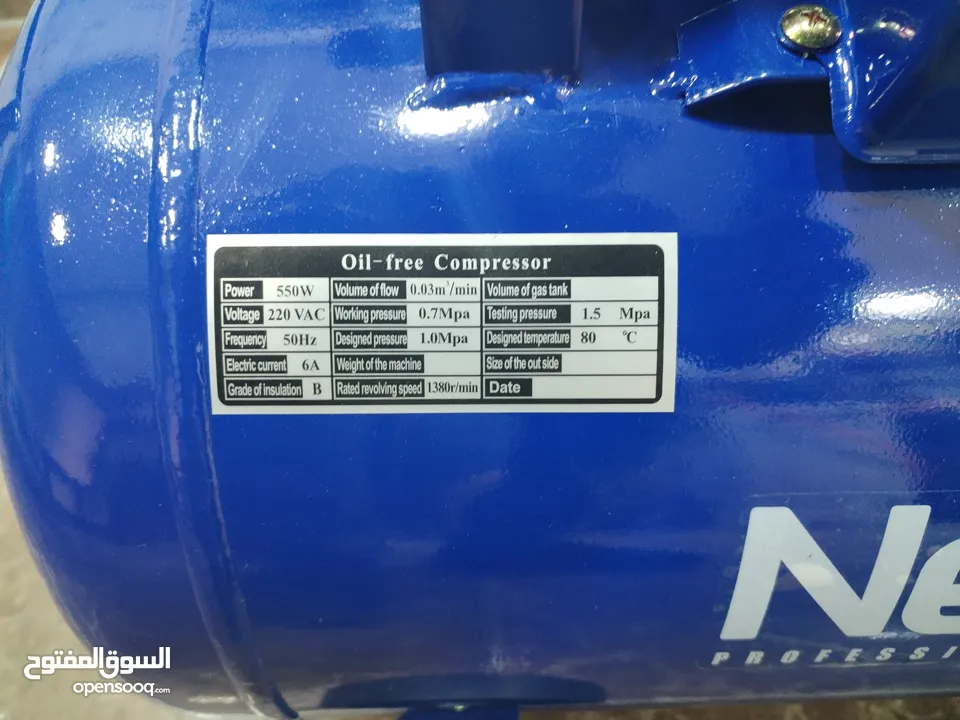 Oil-free Compressor
Power 550W Volume of flow 0.03m³/min Volume of gas tank
Voltage 220 VAC Working pressure 0.7Mpa Testing pressure 1.5 Mpa
Frequency 50Hz Designed pressure 1.0Mpa Designed temperature 80 ℃
Electric current 6A Weight of the machine Size of the out side
Grade of insulation B Rated revolving speed 1380r/min Date
Ne
PROFESSI
السوق المفتوح
opensooq.com